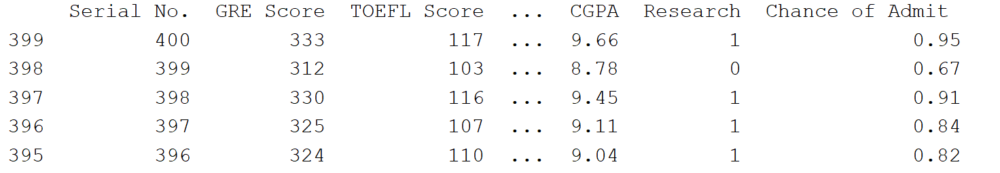 Serial No. GRE Score TOEFL Score ... CGPA Research Chance of Admit
399 400 333 117 ... 9.66 1 0.95
398 399 312 103 ... 8.78 0 0.67
397 398 330 116 ... 9.45 1 0.91
396 397 325 107 ... 9.11 1 0.84
395 396 324 110 ... 9.04 1 0.82